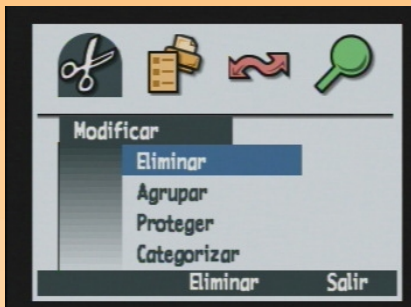 Modificar
Eliminar
Agrupar
Proteger
Categorizar
Eliminar Salir